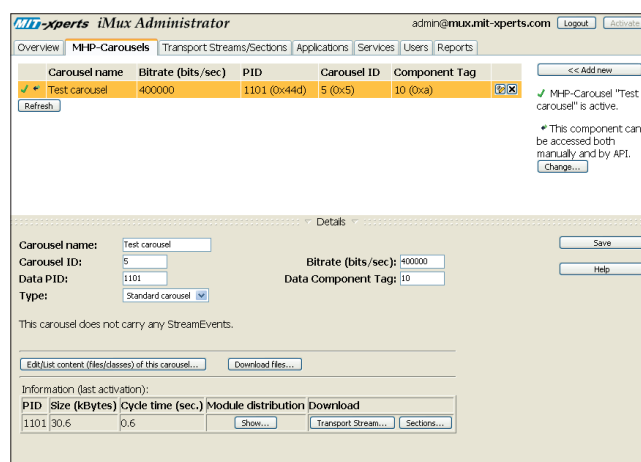 MIT-xperts iMux Administrator
admin@mux.mit-xperts.com Logout Activate
Overview MHP-Carousels Transport Streams/Sections Applications Services Users Reports
Carousel name Bitrate (bits/sec) PID Carousel ID Component Tag
Test carousel 400000 1101 (0x44d) 5 (0x5) 10 (0xa)
Refresh
<< Add new
MHP-Carousel "Test
carousel" is active.
This component can
be accessed both
manually and by API.
Change...
Details
Carousel name: Test carousel
Carousel ID: 5 Bitrate (bits/sec): 400000
Data PID: 1101 Data Component Tag: 10
Type: Standard carousel
Save
Help
This carousel does not carry any StreamEvents.
Edit/List content (files/classes) of this carousel... Download files...
Information (last activation):
PID Size (kBytes) Cycle time (sec.) Module distribution Download
1101 30.6 0.6 Show... Transport Stream... Sections...